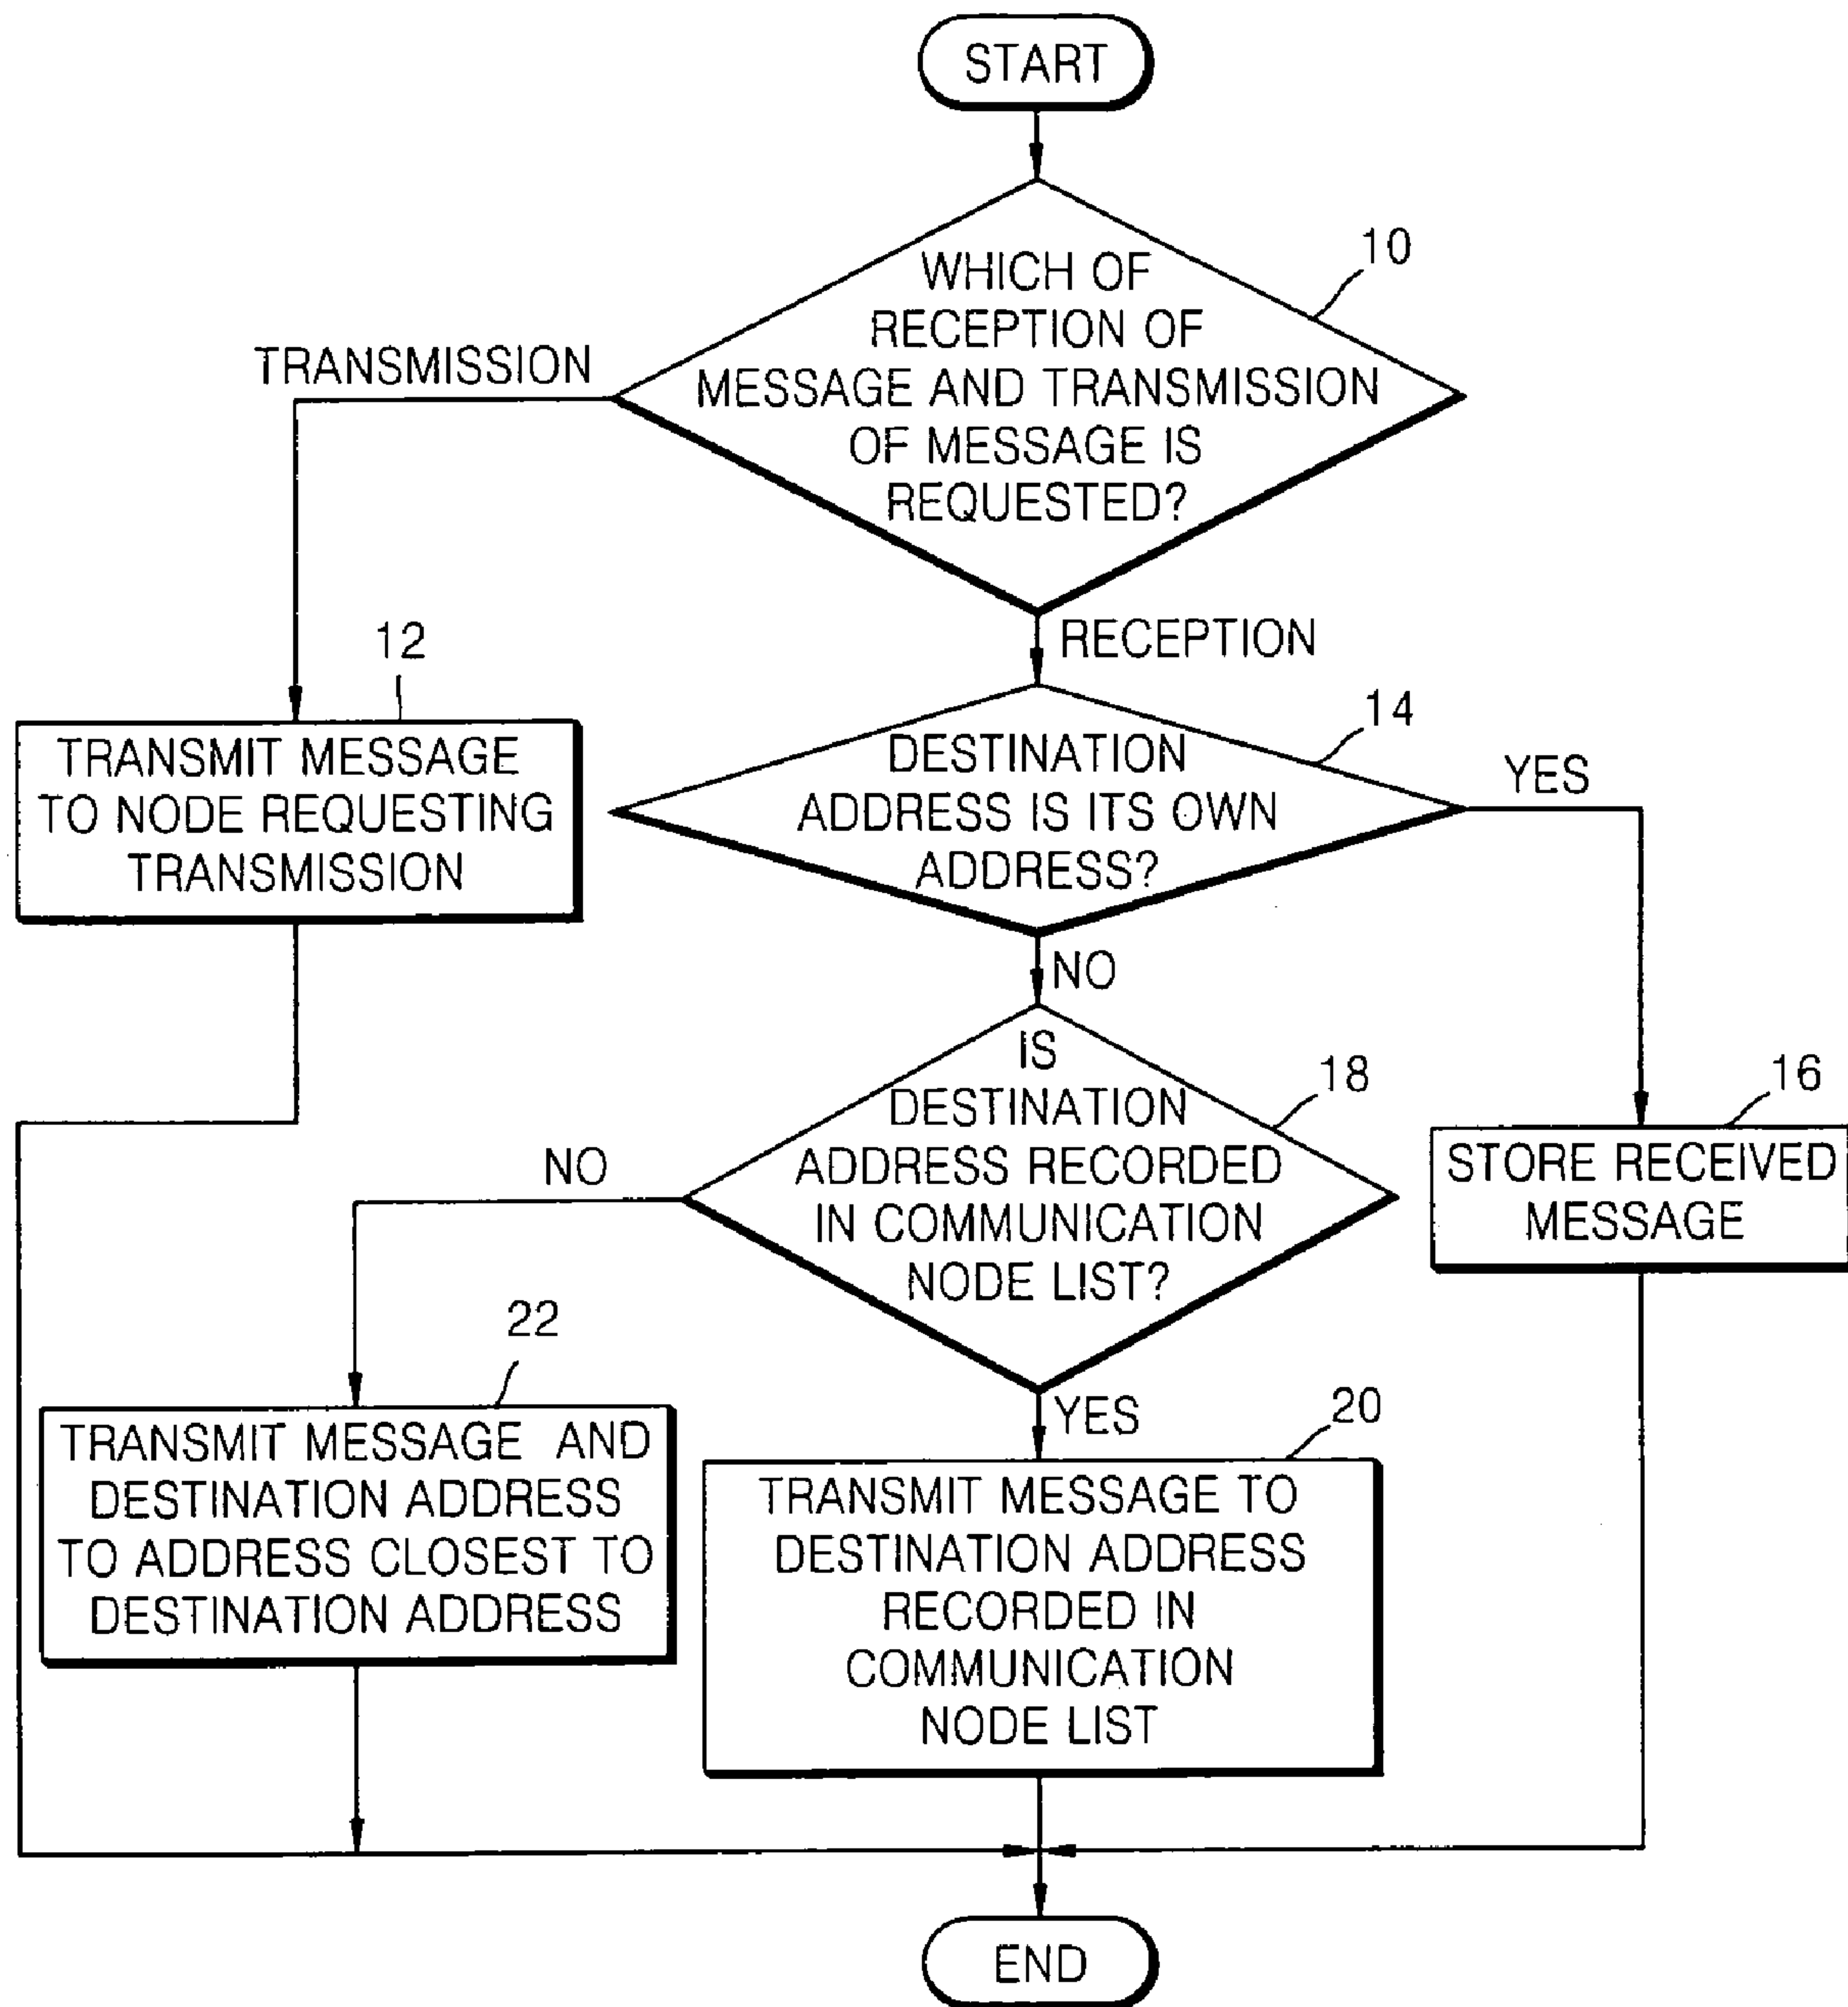 START
10
WHICH OF
RECEPTION OF
MESSAGE AND TRANSMISSION
OF MESSAGE IS
REQUESTED?
TRANSMISSION
RECEPTION
12
TRANSMIT MESSAGE
TO NODE REQUESTING
TRANSMISSION
14
DESTINATION
ADDRESS IS ITS OWN
ADDRESS?
YES
NO
16
STORE RECEIVED
MESSAGE
18
IS
DESTINATION
ADDRESS RECORDED
IN COMMUNICATION
NODE LIST?
NO
YES
22
TRANSMIT MESSAGE AND
DESTINATION ADDRESS
TO ADDRESS CLOSEST TO
DESTINATION ADDRESS
20
TRANSMIT MESSAGE TO
DESTINATION ADDRESS
RECORDED IN
COMMUNICATION
NODE LIST
END